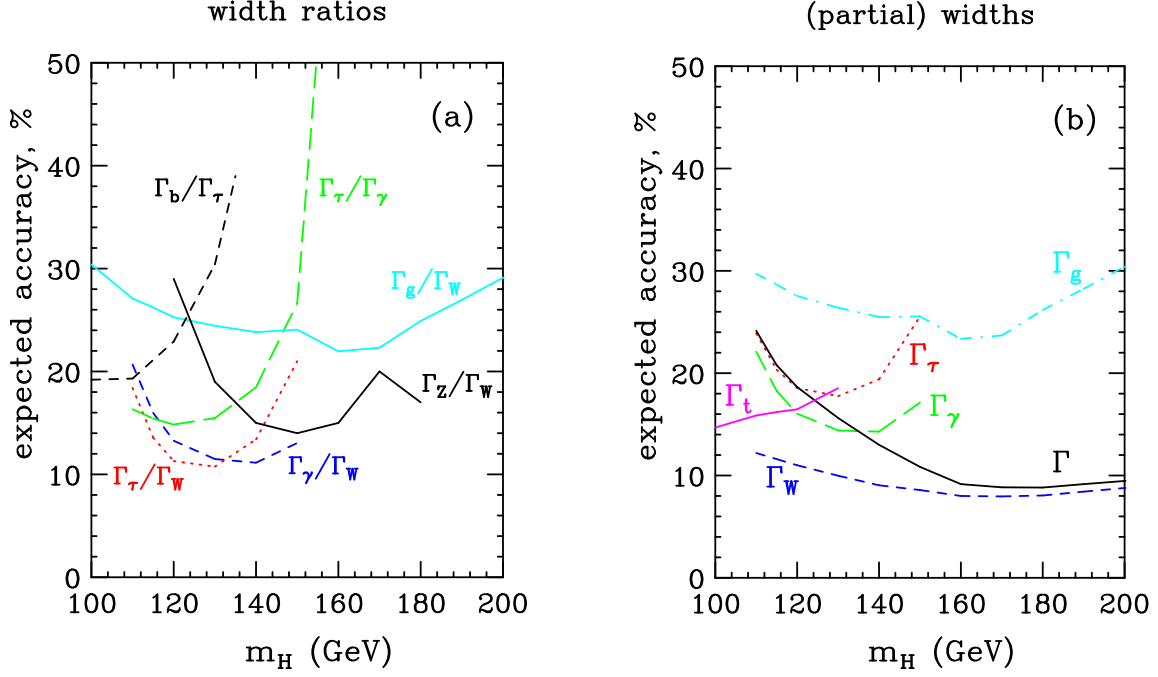 width ratios
(partial) widths
50
40
30
20
10
0
expected accuracy, %
(a)
Γb/Γτ
Γτ/Γγ
Γg/ΓW
ΓZ/ΓW
Γτ/ΓW
Γγ/ΓW
100 120 140 160 180 200
mH (GeV)
50
40
30
20
10
0
expected accuracy, %
(b)
Γg
Γτ
Γt
Γγ
Γ
ΓW
100 120 140 160 180 200
mH (GeV)